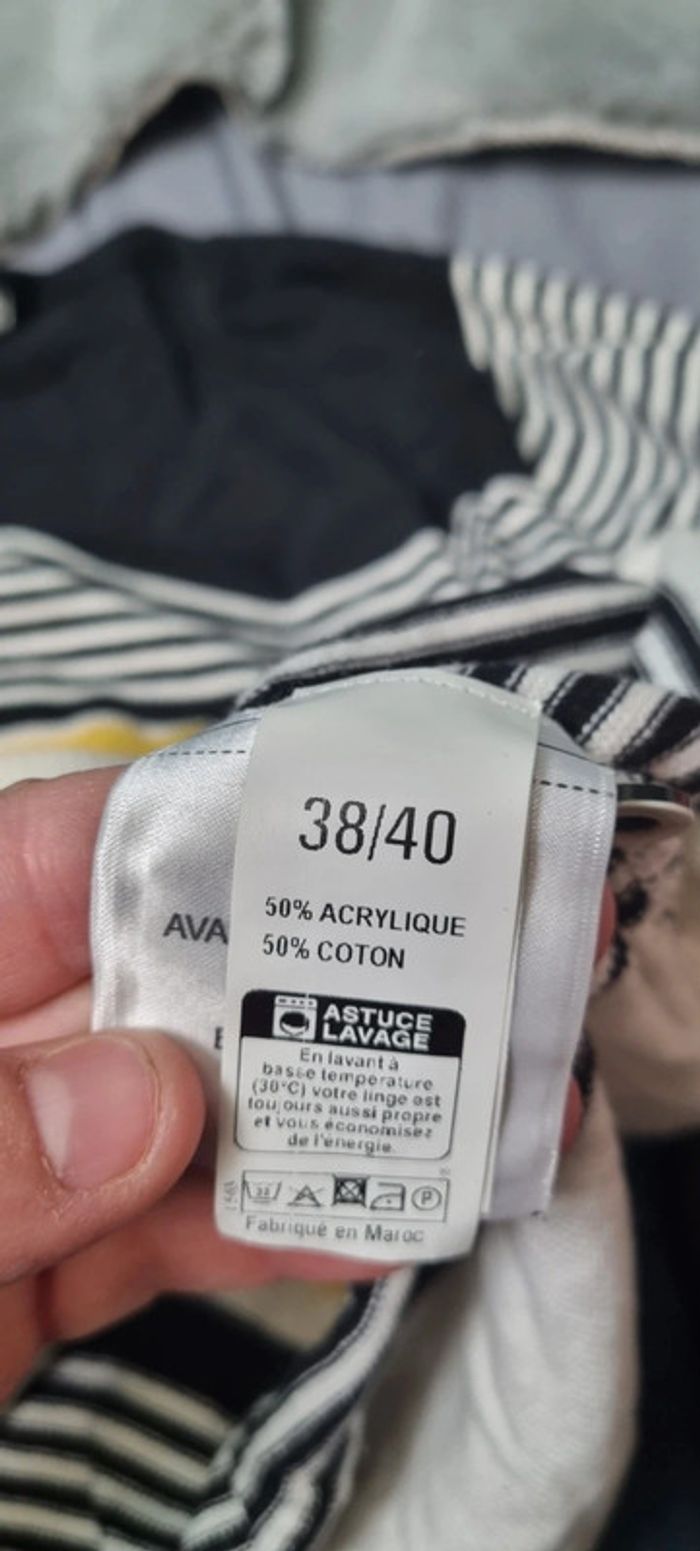 38/40
50% ACRYLIQUE
50% COTON
AVA
ASTUCE
LAVAGE
En lavant à
basse temperature
(30°C) votre linge est
toujours aussi propre
et vous économisez
de l'énergie.
P
Fabriqué en Maroc